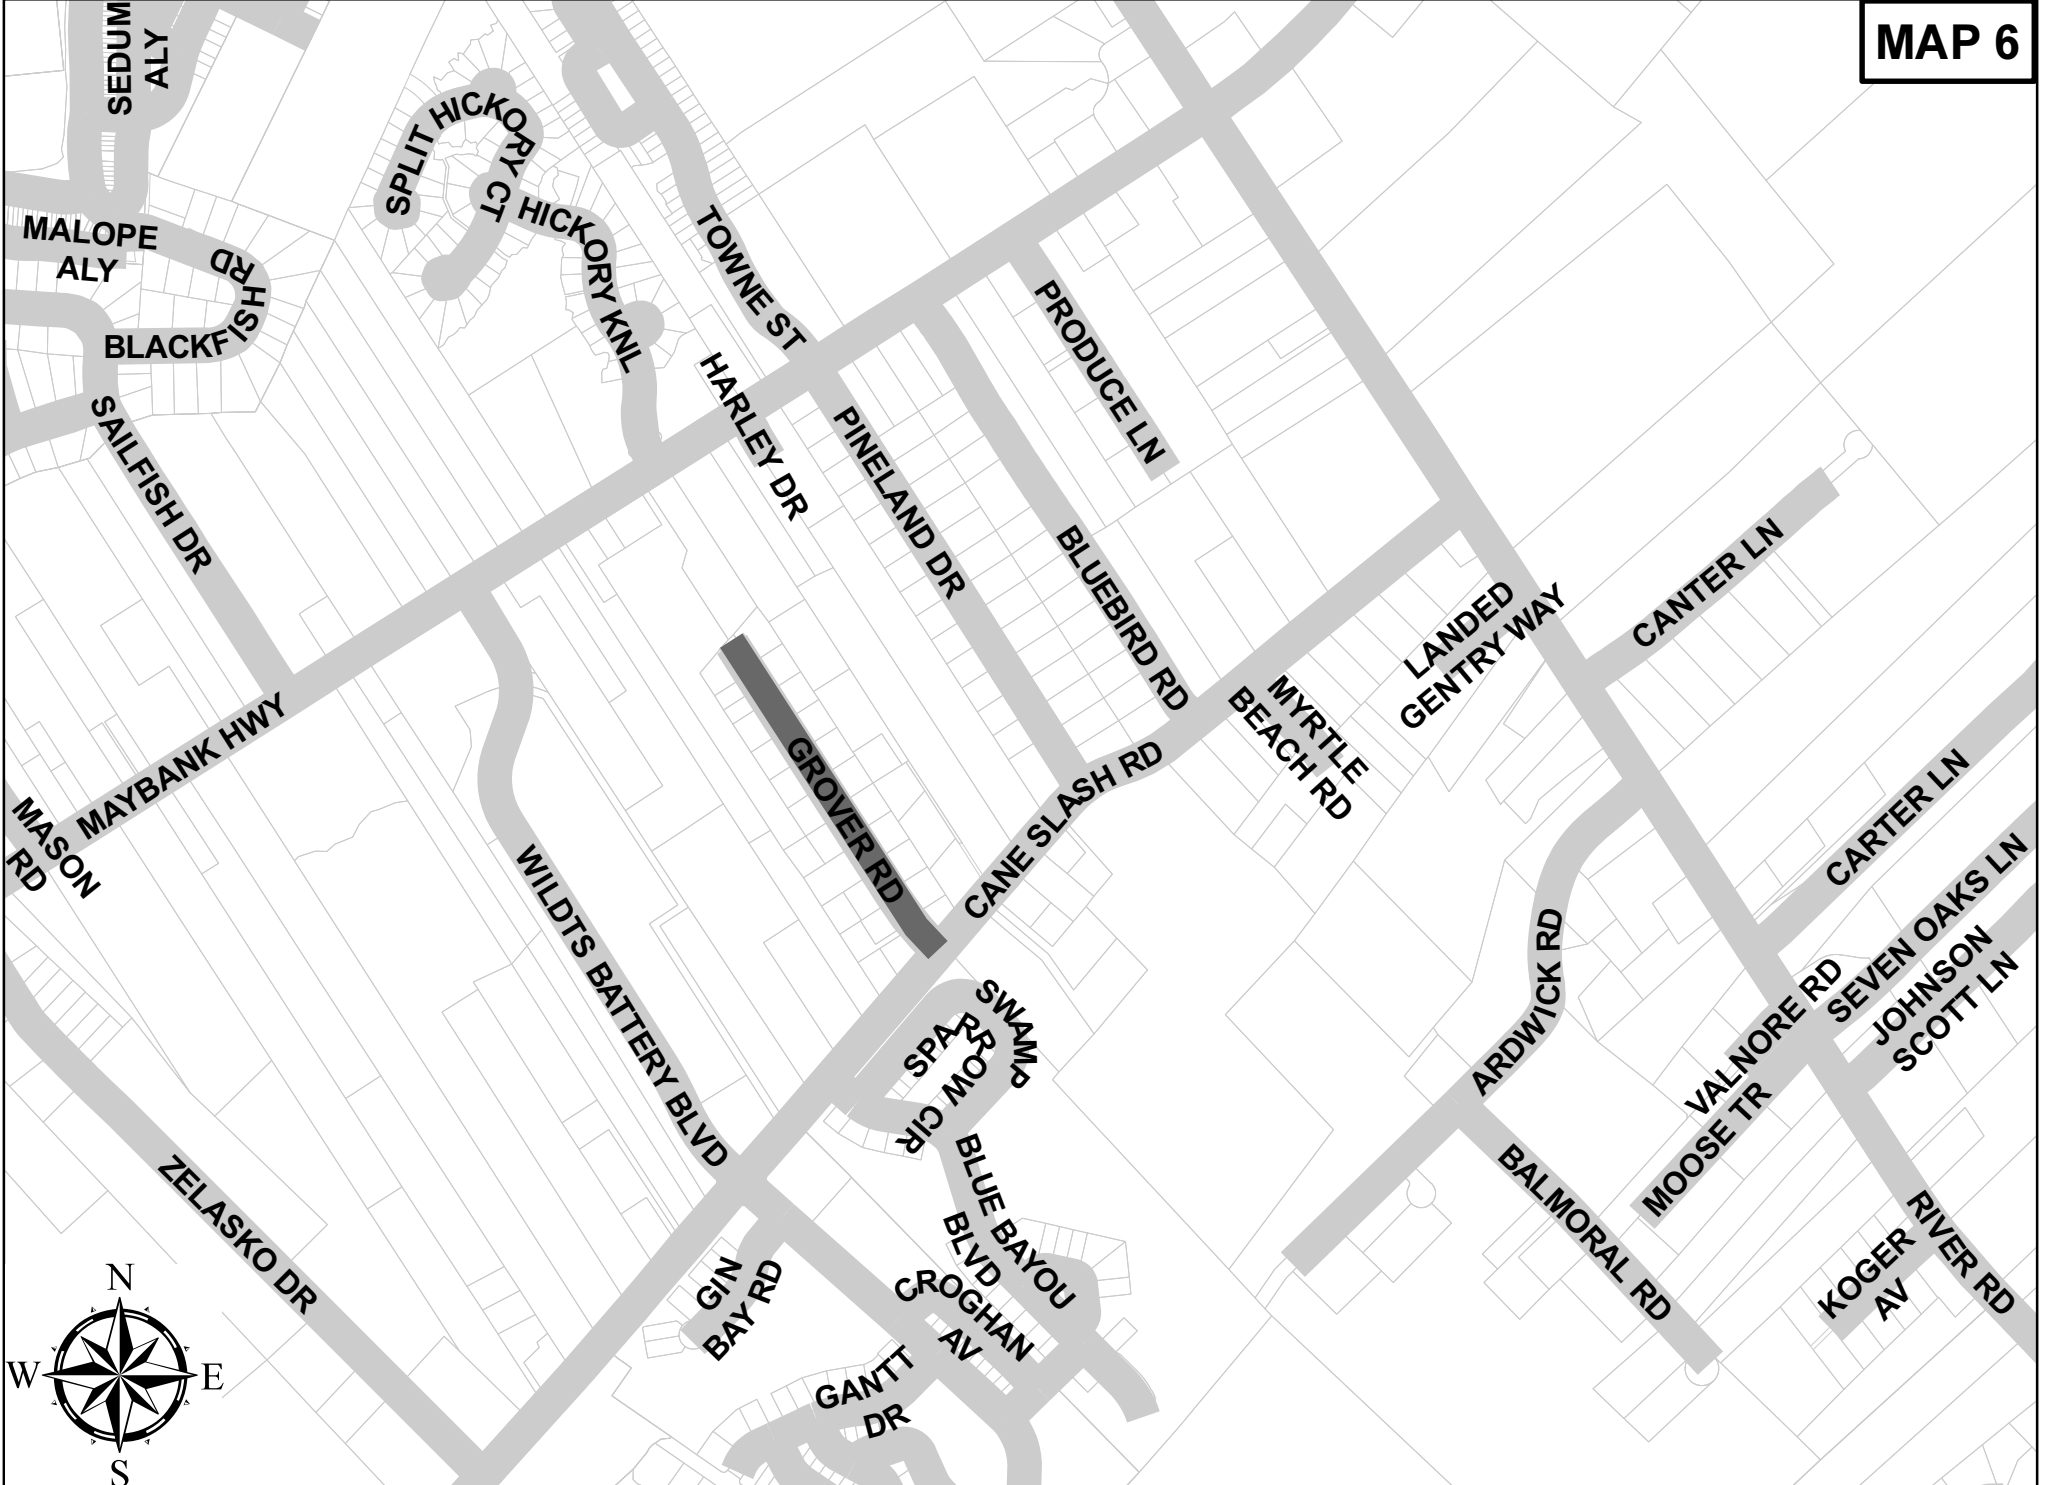 MAP 6
SEDUM
ALY
SPLIT HICKORY CT
HICKORY KNL
MALOPE
ALY
BLACKFISH RD
TOWNE ST
PRODUCE LN
HARLEY DR
PINELAND DR
SAILFISH DR
BLUEBIRD RD
CANTER LN
LANDED
GENTRY WAY
MYRTLE
BEACH RD
MAYBANK HWY
MASON
RD
GROVER RD
CANE SLASH RD
WILDTS BATTERY BLVD
CARTER LN
SEVEN OAKS LN
JOHNSON
SCOTT LN
ARDWICK RD
VALNORE RD
MOOSE TR
SWAMP
SPARROW CIR
BLUE BAYOU
BLVD
BALMORAL RD
ZELASKO DR
GIN
BAY RD
CROGHAN
AV
GANTT
DR
KOGER
AV
RIVER RD
N
W
E
S